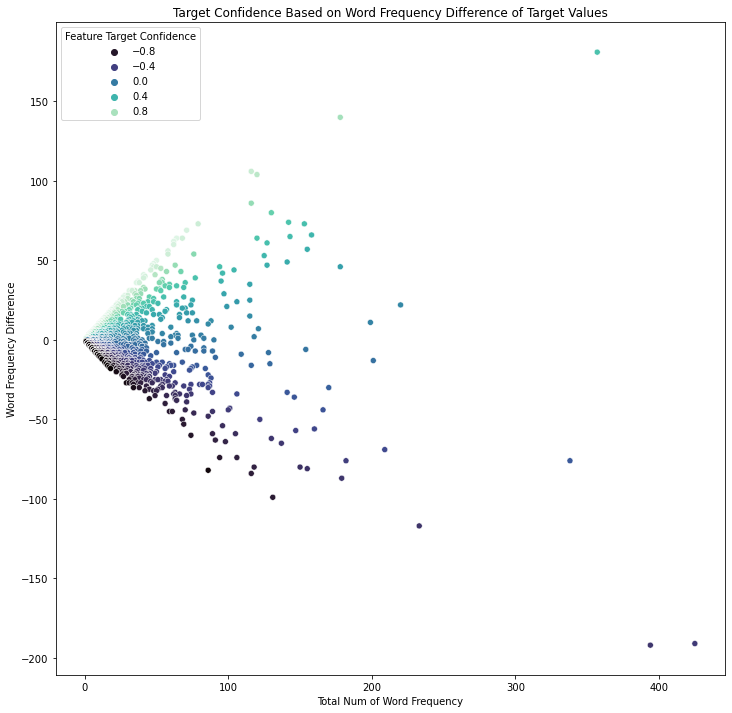 Target Confidence Based on Word Frequency Difference of Target Values
Feature Target Confidence
−0.8
−0.4
0.0
0.4
0.8
Word Frequency Difference
150
100
50
0
−50
−100
−150
−200
0 100 200 300 400
Total Num of Word Frequency